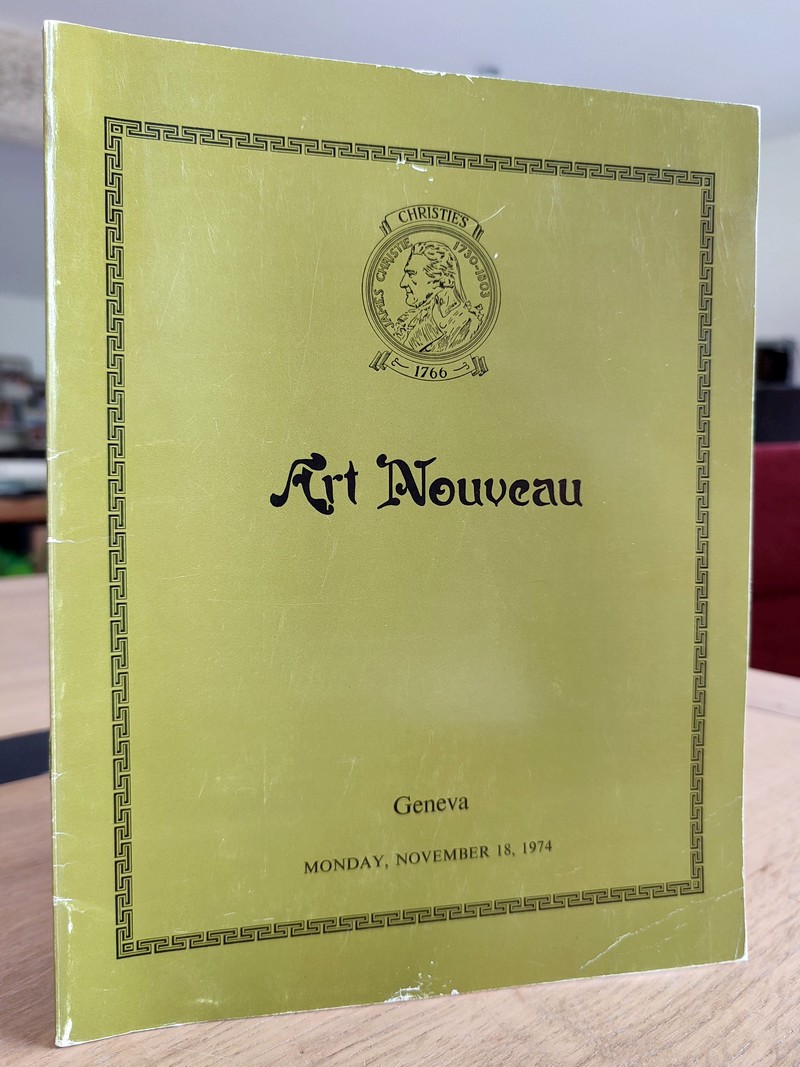 CHRISTIE'S
JAMES CHRISTIE 1730-1803
1766
Art Nouveau
Geneva
MONDAY, NOVEMBER 18, 1974